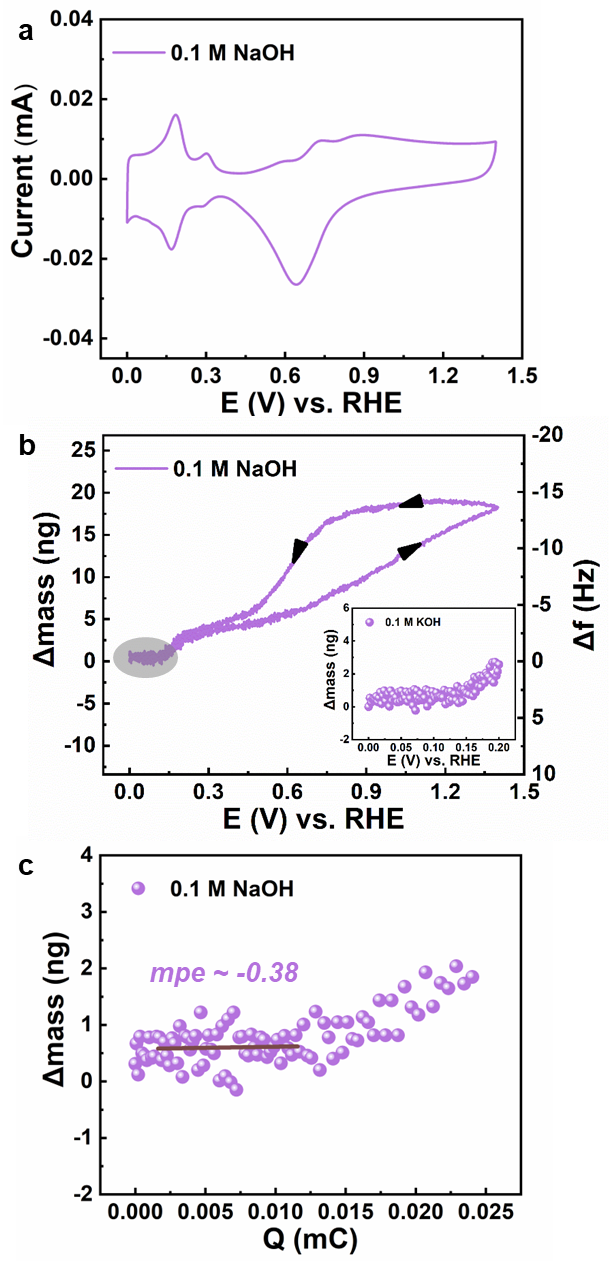 a
0.04
0.02
0.00
-0.02
-0.04
Current (mA)
0.1 M NaOH
0.0 0.3 0.6 0.9 1.2 1.5
E (V) vs. RHE
b
25
20
15
10
5
0
-5
-10
Δmass (ng)
0.1 M NaOH
-20
-15
-10
-5
0
5
10
Δf (Hz)
6
4
2
0
-2
Δmass (ng)
0.1 M KOH
0.00 0.05 0.10 0.15 0.20
E (V) vs. RHE
0.0 0.3 0.6 0.9 1.2 1.5
E (V) vs. RHE
c
4
3
2
1
0
-1
-2
Δmass (ng)
0.1 M NaOH
mpe ~ -0.38
0.000 0.005 0.010 0.015 0.020 0.025
Q (mC)